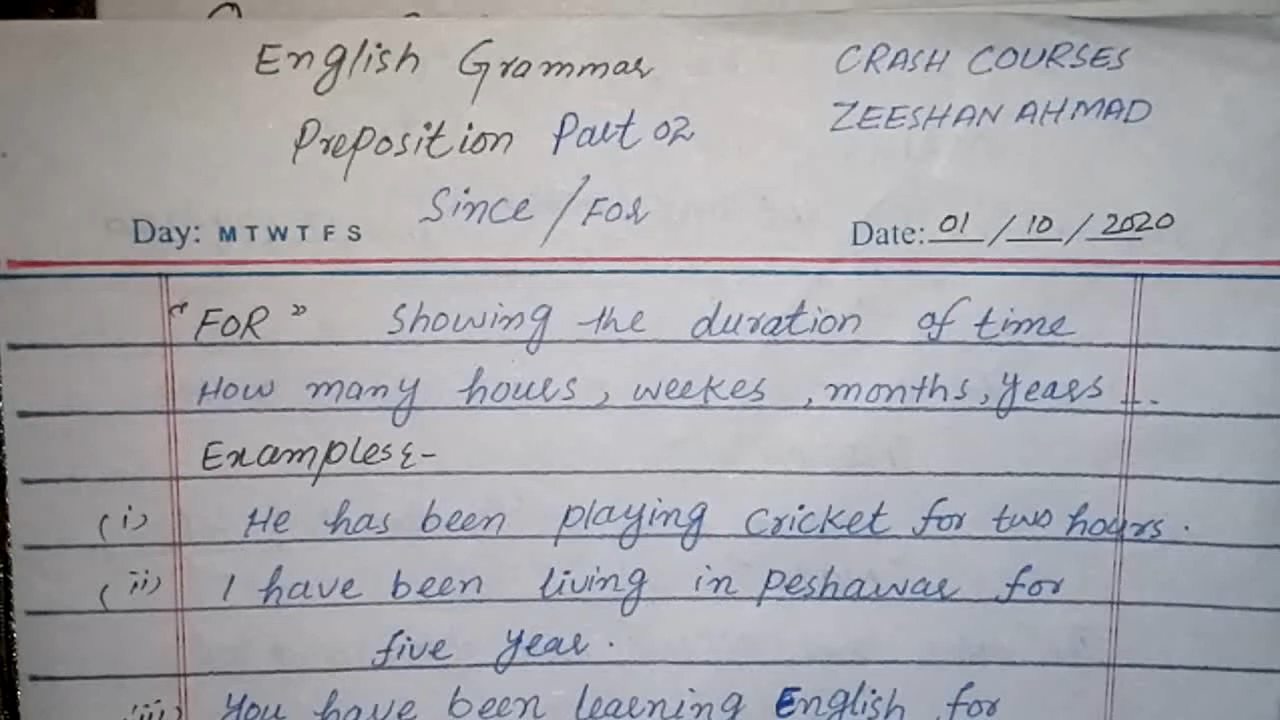 English Grammar
CRASH COURSES
Preposition Part 02
ZEESHAN AHMAD
Since / FOR
Day: M T W T F S
Date: 01 / 10 / 2020
"FOR" Showing the duration of time
How many hours, weekes, months, years ...
Examples:-
(i) He has been playing cricket for two hours.
(ii) I have been living in peshawar for
five year.
(iii) You have been learning English for